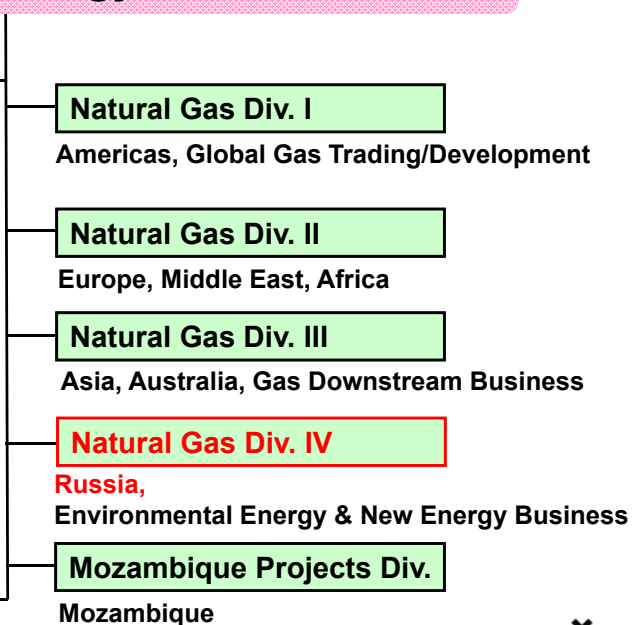 Natural Gas Div. I
Americas, Global Gas Trading/Development
Natural Gas Div. II
Europe, Middle East, Africa
Natural Gas Div. III
Asia, Australia, Gas Downstream Business
Natural Gas Div. IV
Russia,
Environmental Energy & New Energy Business
Mozambique Projects Div.
Mozambique